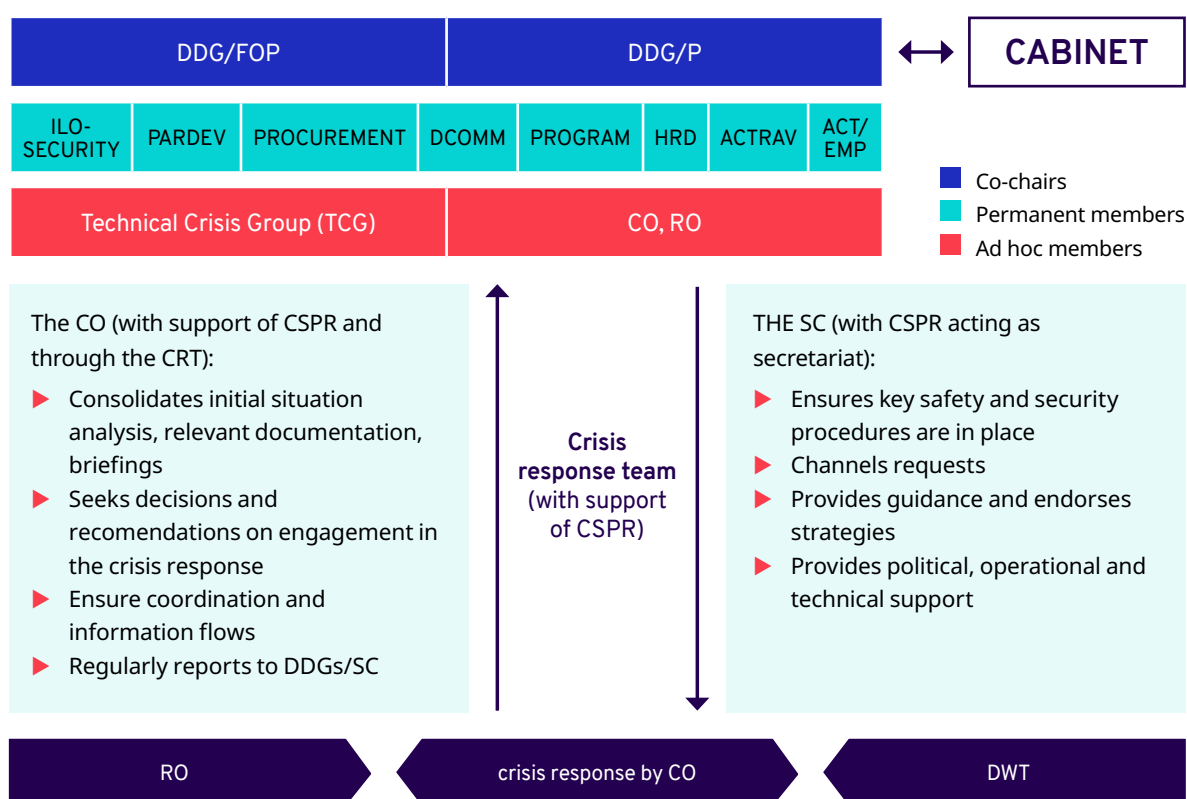 DDG/FOP
DDG/P
CABINET
ILO-
SECURITY
PARDEV
PROCUREMENT
DCOMM
PROGRAM
HRD
ACTRAV
ACT/
EMP
Co-chairs
Permanent members
Ad hoc members
Technical Crisis Group (TCG)
CO, RO
The CO (with support of CSPR and
through the CRT):
Consolidates initial situation
analysis, relevant documentation,
briefings
Seeks decisions and
recomendations on engagement in
the crisis response
Ensure coordination and
information flows
Regularly reports to DDGs/SC
Crisis
response team
(with support
of CSPR)
THE SC (with CSPR acting as
secretariat):
Ensures key safety and security
procedures are in place
Channels requests
Provides guidance and endorses
strategies
Provides political, operational and
technical support
RO
crisis response by CO
DWT